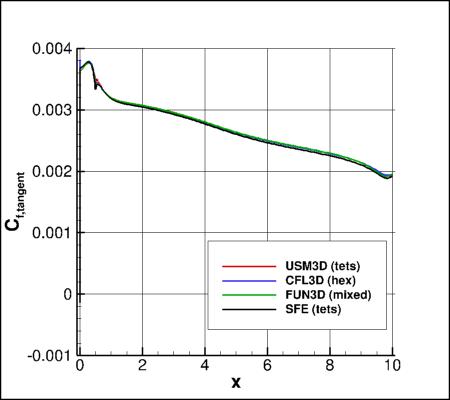 0.004
0.003
0.002
0.001
0
-0.001
C_f,tangent
USM3D (tets)
CFL3D (hex)
FUN3D (mixed)
SFE (tets)
0 2 4 6 8 10
x